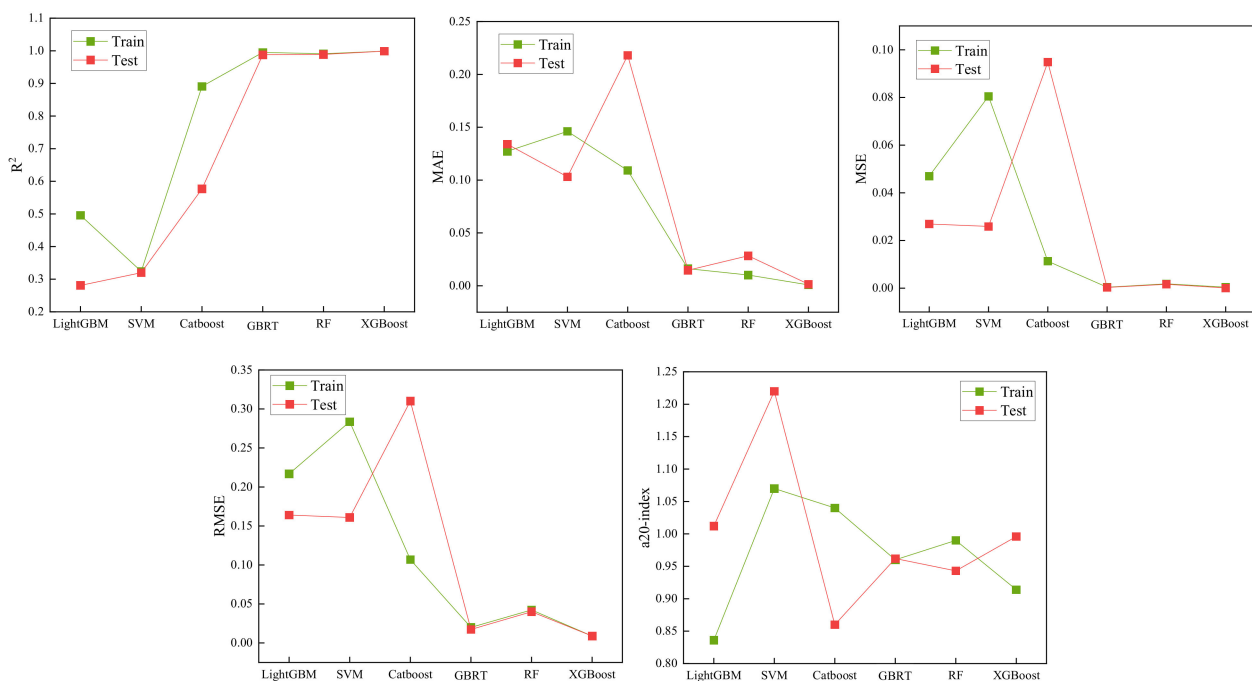 1.1
1.0
0.9
0.8
0.7
0.6
0.5
0.4
0.3
0.2
R²
Train
Test
LightGBM SVM Catboost GBRT RF XGBoost
0.25
0.20
0.15
0.10
0.05
0.00
MAE
Train
Test
LightGBM SVM Catboost GBRT RF XGBoost
0.10
0.08
0.06
0.04
0.02
0.00
MSE
Train
Test
LightGBM SVM Catboost GBRT RF XGBoost
0.35
0.30
0.25
0.20
0.15
0.10
0.05
0.00
RMSE
Train
Test
LightGBM SVM Catboost GBRT RF XGBoost
1.25
1.20
1.15
1.10
1.05
1.00
0.95
0.90
0.85
0.80
a20-index
Train
Test
LightGBM SVM Catboost GBRT RF XGBoost